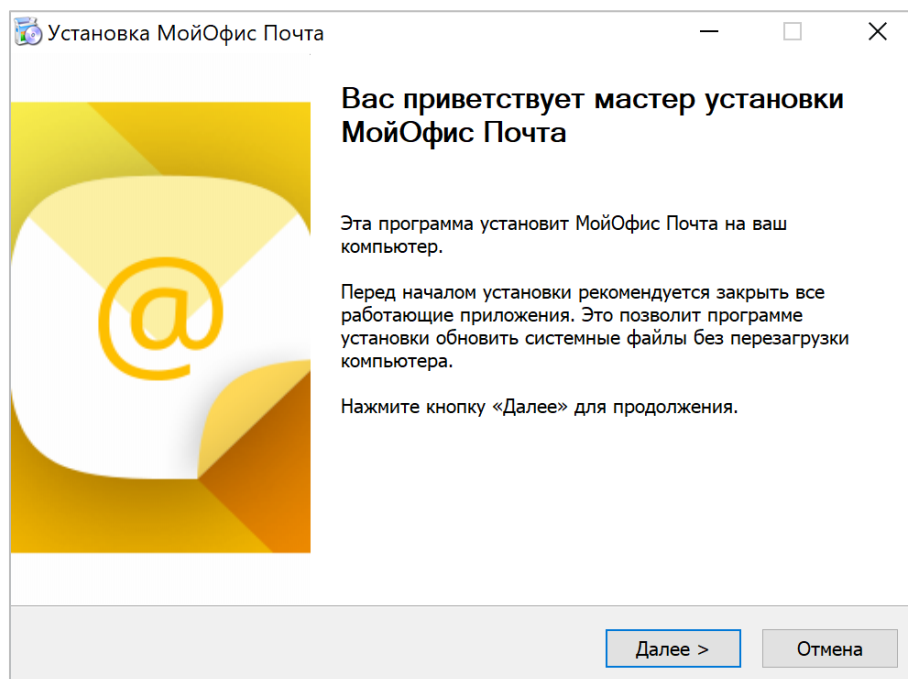 Установка МойОфис Почта
Вас приветствует мастер установки
МойОфис Почта
Эта программа установит МойОфис Почта на ваш
компьютер.
Перед началом установки рекомендуется закрыть все
работающие приложения. Это позволит программе
установки обновить системные файлы без перезагрузки
компьютера.
Нажмите кнопку «Далее» для продолжения.
@
Далее >
Отмена